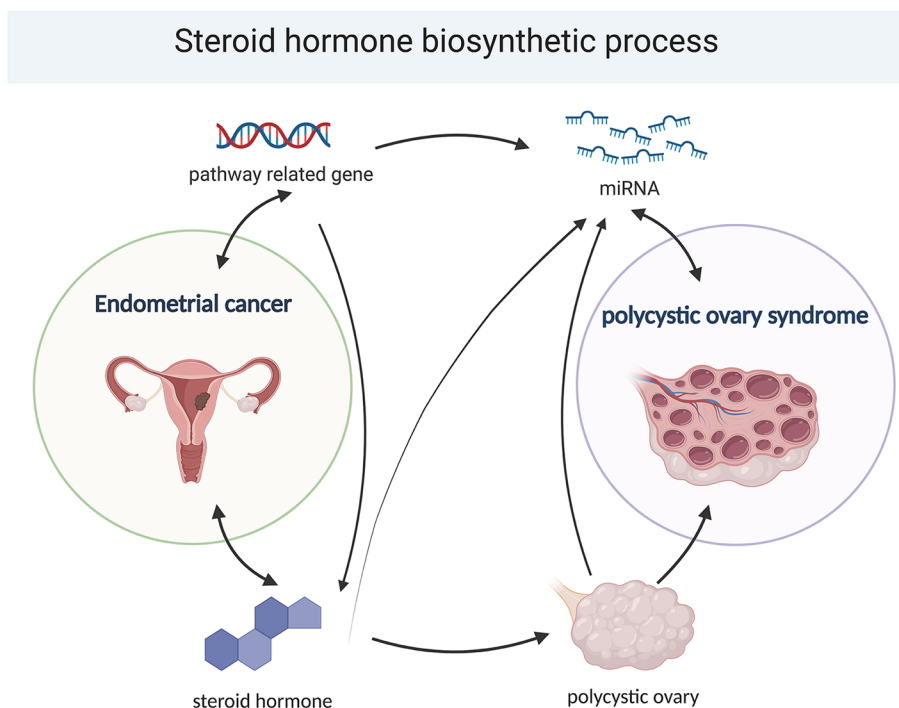 Steroid hormone biosynthetic process
pathway related gene
miRNA
Endometrial cancer
polycystic ovary syndrome
steroid hormone
polycystic ovary